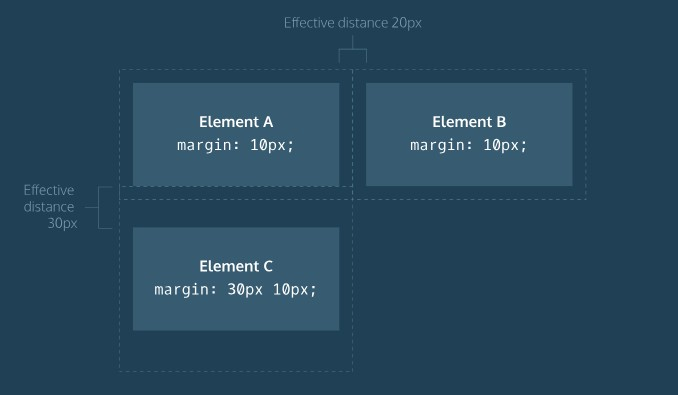 Effective distance 20px
Element A
margin: 10px;
Element B
margin: 10px;
Effective
distance
30px
Element C
margin: 30px 10px;